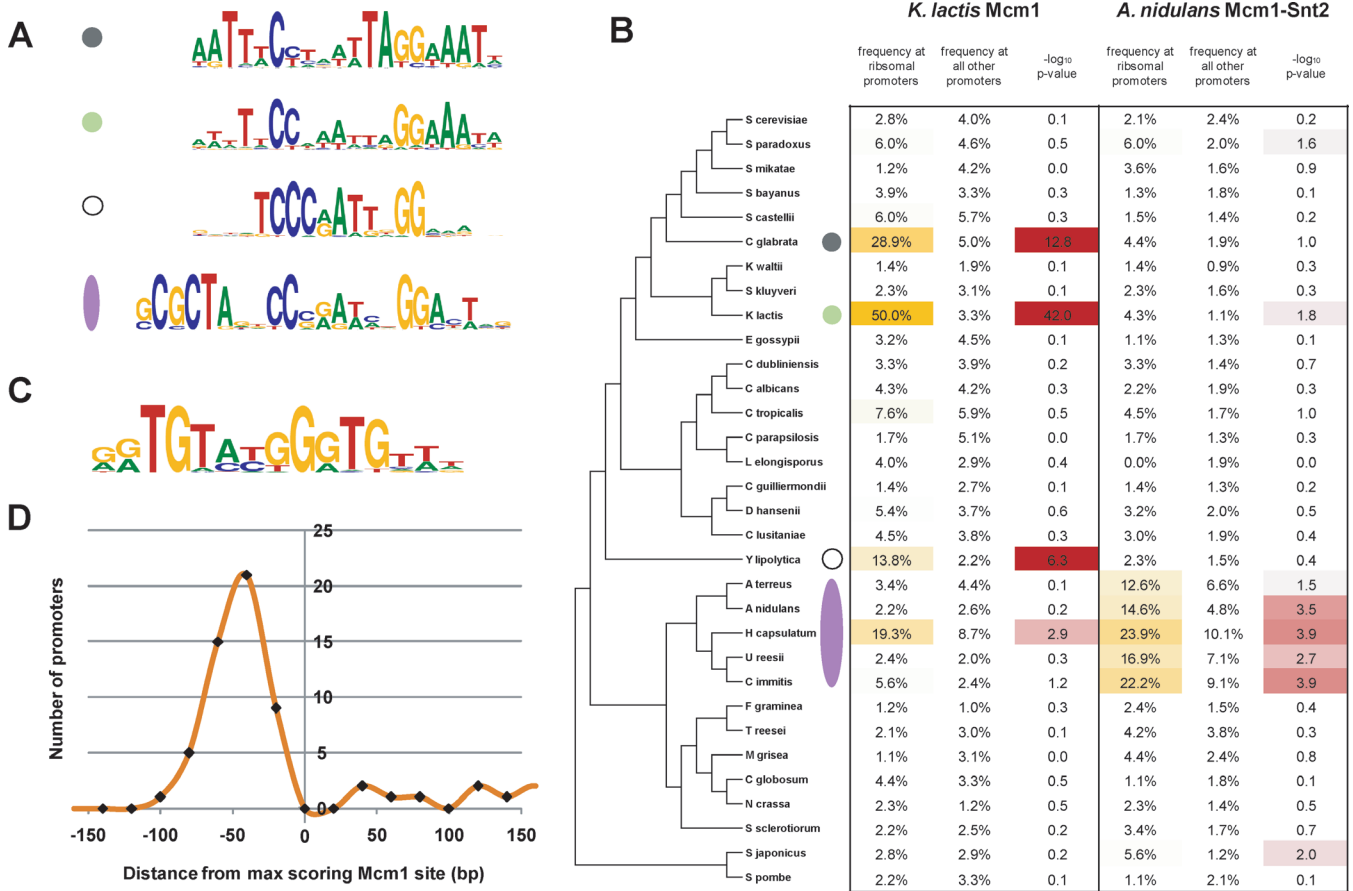 A
B
C
D
K. lactis Mcm1 A. nidulans Mcm1-Snt2
frequency at ribsomal promoters frequency at all other promoters -log10 p-value frequency at ribsomal promoters frequency at all other promoters -log10 p-value
S cerevisiae 2.8% 4.0% 0.1 2.1% 2.4% 0.2
S paradoxus 6.0% 4.6% 0.5 6.0% 2.0% 1.6
S mikatae 1.2% 4.2% 0.0 3.6% 1.6% 0.9
S bayanus 3.9% 3.3% 0.3 1.3% 1.8% 0.1
S castellii 6.0% 5.7% 0.3 1.5% 1.4% 0.2
C glabrata 28.9% 5.0% 12.8 4.4% 1.9% 1.0
K waltii 1.4% 1.9% 0.1 1.4% 0.9% 0.3
S kluyveri 2.3% 3.1% 0.1 2.3% 1.6% 0.3
K lactis 50.0% 3.3% 42.0 4.3% 1.1% 1.8
E gossypii 3.2% 4.5% 0.1 1.1% 1.3% 0.1
C dubliniensis 3.3% 3.9% 0.2 3.3% 1.4% 0.7
C albicans 4.3% 4.2% 0.3 2.2% 1.9% 0.3
C tropicalis 7.6% 5.9% 0.5 4.5% 1.7% 1.0
C parapsilosis 1.7% 5.1% 0.0 1.7% 1.3% 0.3
L elongisporus 4.0% 2.9% 0.4 0.0% 1.9% 0.0
C guilliermondii 1.4% 2.7% 0.1 1.4% 1.3% 0.2
D hansenii 5.4% 3.7% 0.6 3.2% 2.0% 0.5
C lusitaniae 4.5% 3.8% 0.3 3.0% 1.9% 0.4
Y lipolytica 13.8% 2.2% 6.3 2.3% 1.5% 0.4
A terreus 3.4% 4.4% 0.1 12.6% 6.6% 1.5
A nidulans 2.2% 2.6% 0.2 14.6% 4.8% 3.5
H capsulatum 19.3% 8.7% 2.9 23.9% 10.1% 3.9
U reesii 2.4% 2.0% 0.3 16.9% 7.1% 2.7
C immitis 5.6% 2.4% 1.2 22.2% 9.1% 3.9
F graminea 1.2% 1.0% 0.3 2.4% 1.5% 0.4
T reesei 2.1% 3.0% 0.1 4.2% 3.8% 0.3
M grisea 1.1% 3.1% 0.0 4.4% 2.4% 0.8
C globosum 4.4% 3.3% 0.5 1.1% 1.8% 0.1
N crassa 2.3% 1.2% 0.5 2.3% 1.4% 0.5
S sclerotiorum 2.2% 2.5% 0.2 3.4% 1.7% 0.7
S japonicus 2.8% 2.9% 0.2 5.6% 1.2% 2.0
S pombe 2.2% 3.3% 0.1 1.1% 2.1% 0.1
Number of promoters
25
20
15
10
5
0
-150 -100 -50 0 50 100 150
Distance from max scoring Mcm1 site (bp)